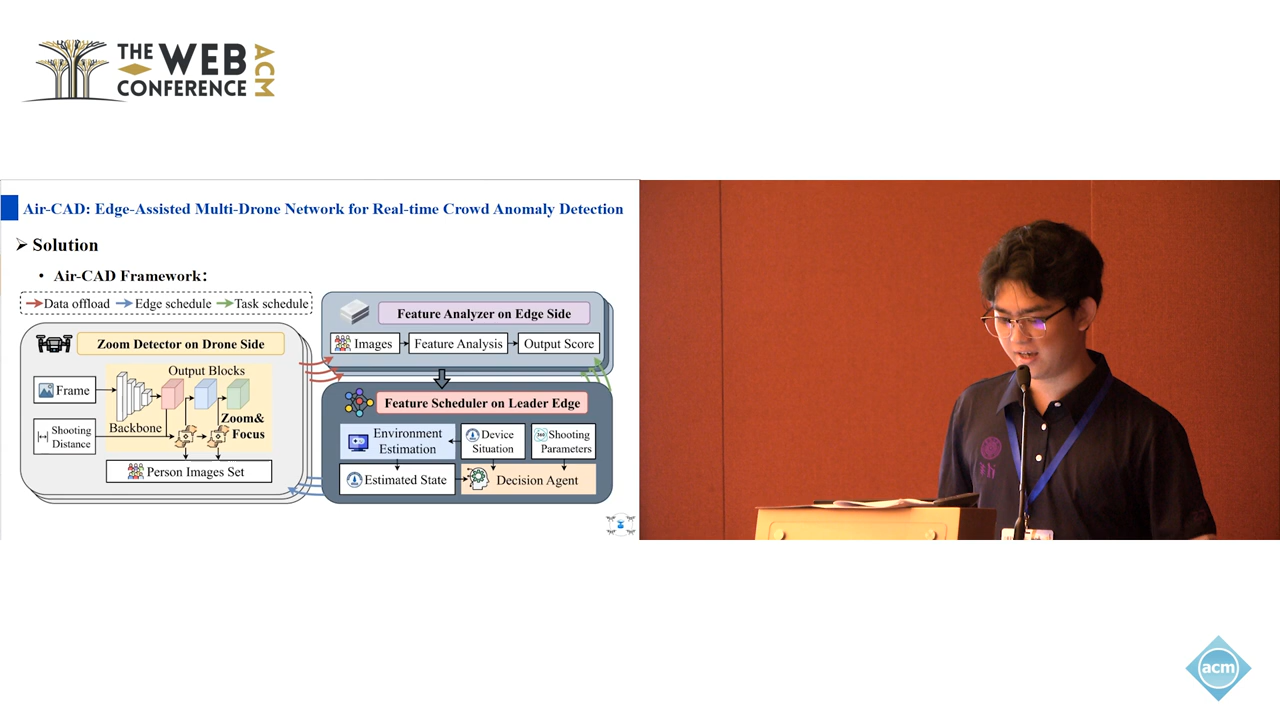 THE WEB
CONFERENCE
ACM
Air-CAD: Edge-Assisted Multi-Drone Network for Real-time Crowd Anomaly Detection
➢ Solution
• Air-CAD Framework:
Data offload Edge schedule Task schedule
Zoom Detector on Drone Side
Output Blocks
Frame
Backbone
Shooting
Distance
Zoom&
Focus
Person Images Set
Feature Analyzer on Edge Side
Images Feature Analysis Output Score
Feature Scheduler on Leader Edge
Environment
Estimation
Device
Situation
Shooting
Parameters
Estimated State
Decision Agent
acm